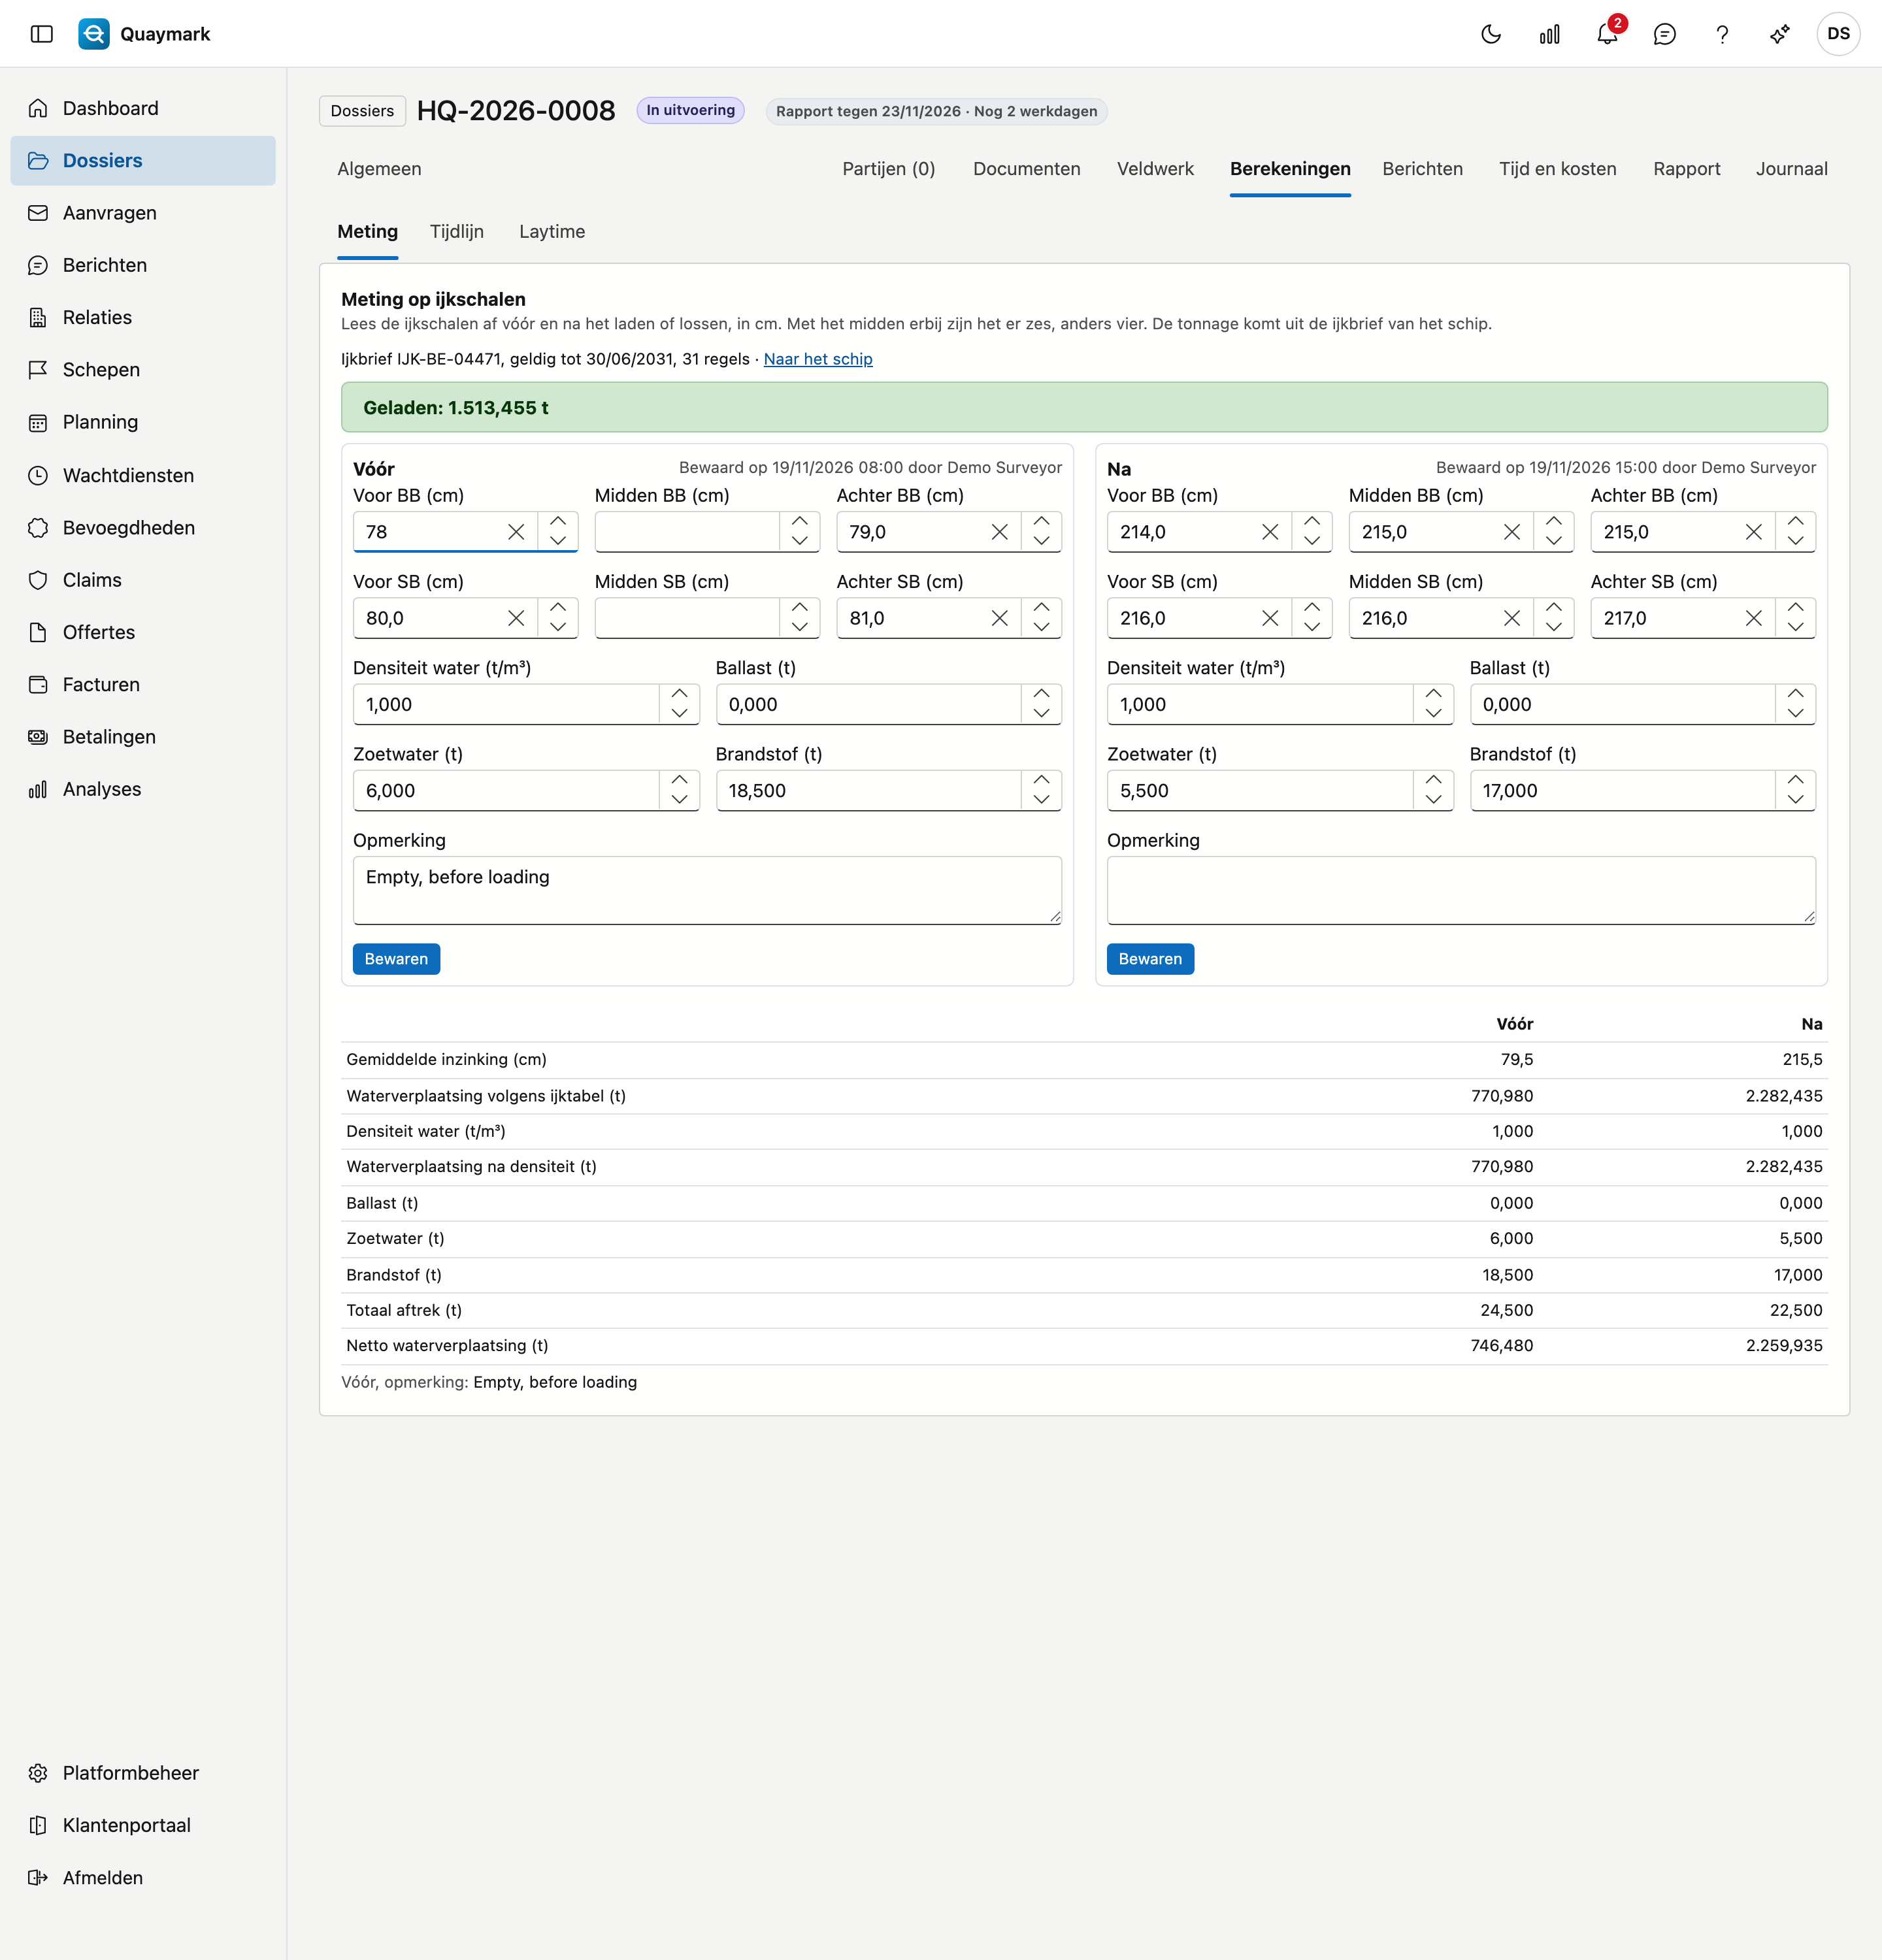 Quaymark
2
DS
Dashboard
Dossiers
Aanvragen
Berichten
Relaties
Schepen
Planning
Wachtdiensten
Bevoegdheden
Claims
Offertes
Facturen
Betalingen
Analyses
Platformbeheer
Klantenportaal
Afmelden
Dossiers HQ-2026-0008 In uitvoering Rapport tegen 23/11/2026 · Nog 2 werkdagen
Algemeen Partijen (0) Documenten Veldwerk Berekeningen Berichten Tijd en kosten Rapport Journaal
Meting Tijdlijn Laytime
Meting op ijkschalen
Lees de ijkschalen af vóór en na het laden of lossen, in cm. Met het midden erbij zijn het er zes, anders vier. De tonnage komt uit de ijkbrief van het schip.
Ijkbrief IJK-BE-04471, geldig tot 30/06/2031, 31 regels · Naar het schip
Geladen: 1.513,455 t
Vóór Bewaard op 19/11/2026 08:00 door Demo Surveyor
Voor BB (cm) Midden BB (cm) Achter BB (cm)
78 79,0
Voor SB (cm) Midden SB (cm) Achter SB (cm)
80,0 81,0
Densiteit water (t/m³) Ballast (t)
1,000 0,000
Zoetwater (t) Brandstof (t)
6,000 18,500
Opmerking
Empty, before loading
Bewaren
Na Bewaard op 19/11/2026 15:00 door Demo Surveyor
Voor BB (cm) Midden BB (cm) Achter BB (cm)
214,0 215,0 215,0
Voor SB (cm) Midden SB (cm) Achter SB (cm)
216,0 216,0 217,0
Densiteit water (t/m³) Ballast (t)
1,000 0,000
Zoetwater (t) Brandstof (t)
5,500 17,000
Opmerking
Bewaren
Vóór Na
Gemiddelde inzinking (cm) 79,5 215,5
Waterverplaatsing volgens ijktabel (t) 770,980 2.282,435
Densiteit water (t/m³) 1,000 1,000
Waterverplaatsing na densiteit (t) 770,980 2.282,435
Ballast (t) 0,000 0,000
Zoetwater (t) 6,000 5,500
Brandstof (t) 18,500 17,000
Totaal aftrek (t) 24,500 22,500
Netto waterverplaatsing (t) 746,480 2.259,935
Vóór, opmerking: Empty, before loading